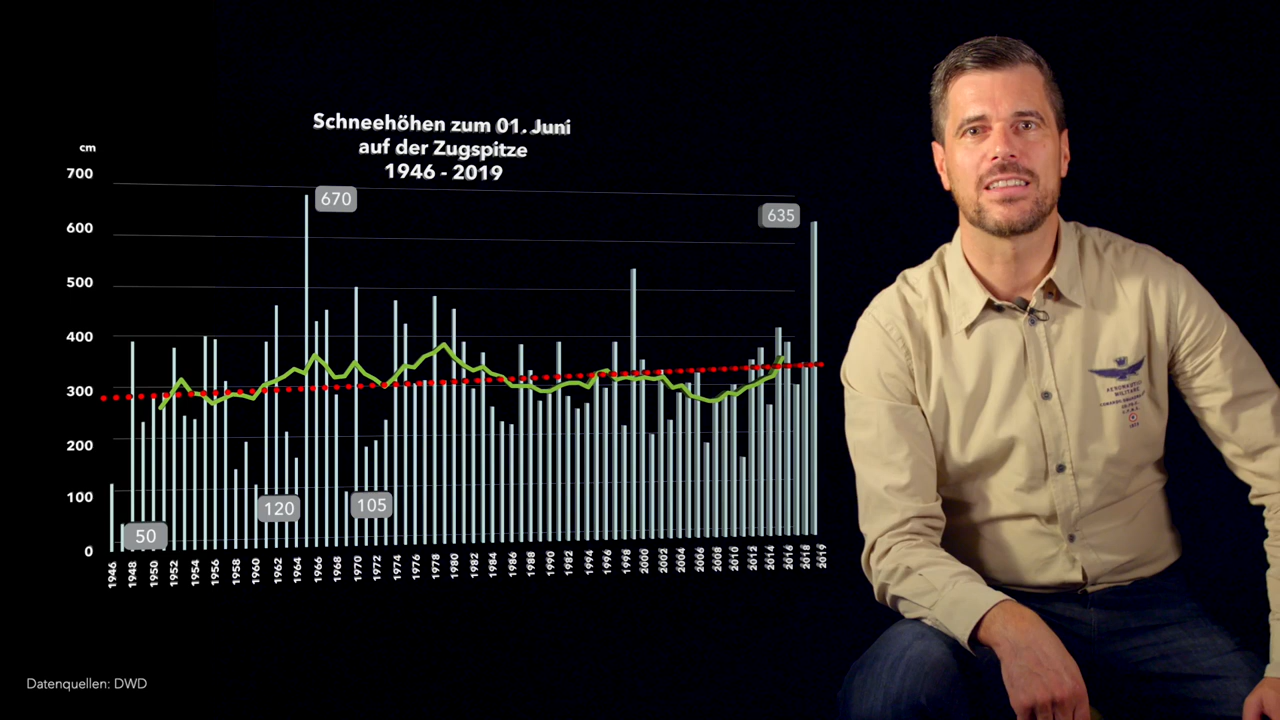 Schneehöhen zum 01. Juni
auf der Zugspitze
1946 - 2019
cm
700
600
500
400
300
200
100
0
670
635
50
120
105
1946 1948 1950 1952 1954 1956 1958 1960 1962 1964 1966 1968 1970 1972 1974 1976 1978 1980 1982 1984 1986 1988 1990 1982 1994 1996 1998 2000 2002 2004 2006 2008 2010 2012 2014 2016 2018 2019
MILITARE
Datenquellen: DWD